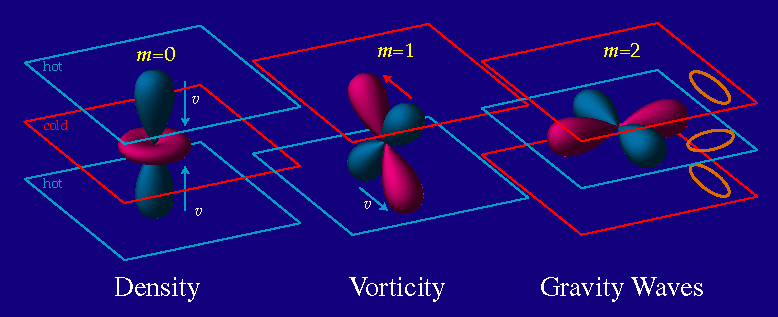 m=0
m=1
m=2
hot
v
cold
hot
v
v
Density
Vorticity
Gravity Waves